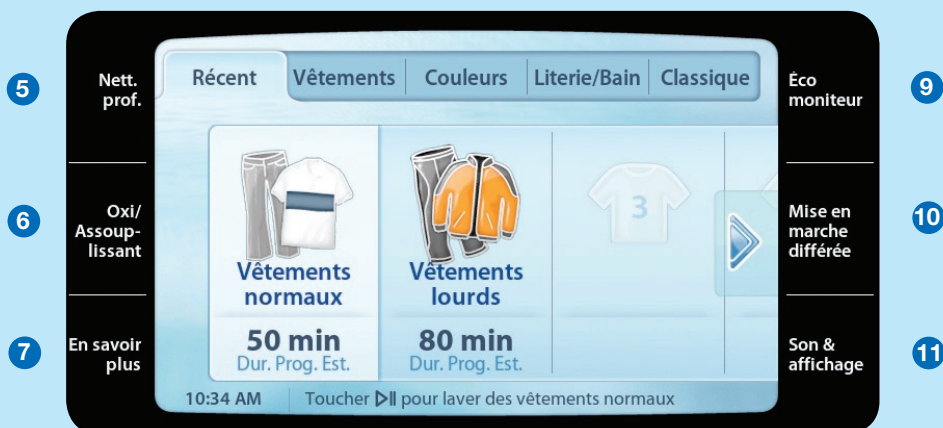 5
Nett.
prof.
6
Oxi/
Assoup-
lissant
7
En savoir
plus
Récent Vêtements Couleurs Literie/Bain Classique
Vêtements
normaux
50 min
Dur. Prog. Est.
Vêtements
lourds
80 min
Dur. Prog. Est.
3
10:34 AM Toucher pour laver des vêtements normaux
Éco
moniteur
9
Mise en
marche
différée
10
Son &
affichage
11